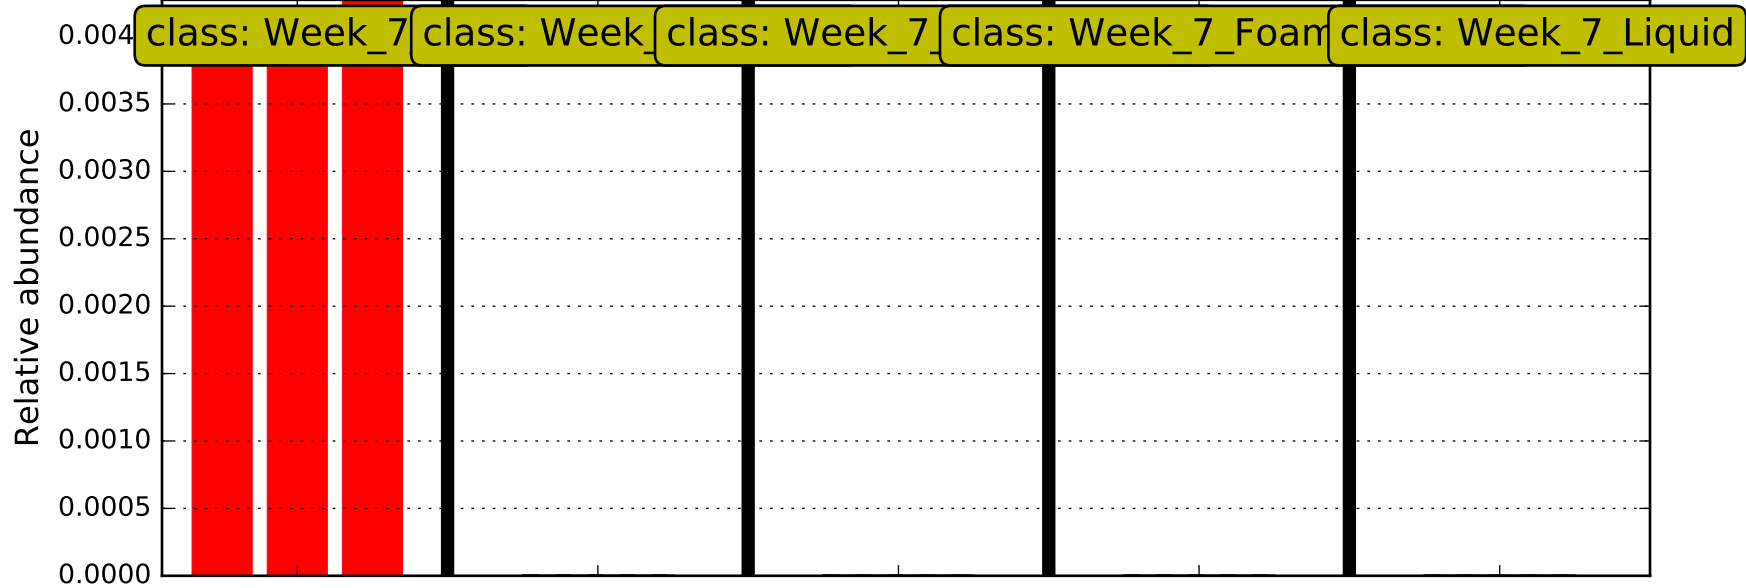 class: Week_7
class: Week_
class: Week_7_
class: Week_7_Foam
class: Week_7_Liquid
0.004
0.0035
0.0030
0.0025
0.0020
0.0015
0.0010
0.0005
0.0000
Relative abundance